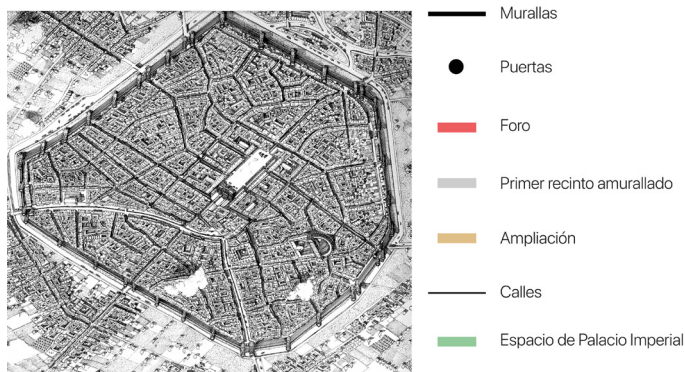 Murallas
Puertas
Foro
Primer recinto amurallado
Ampliación
Calles
Espacio de Palacio Imperial